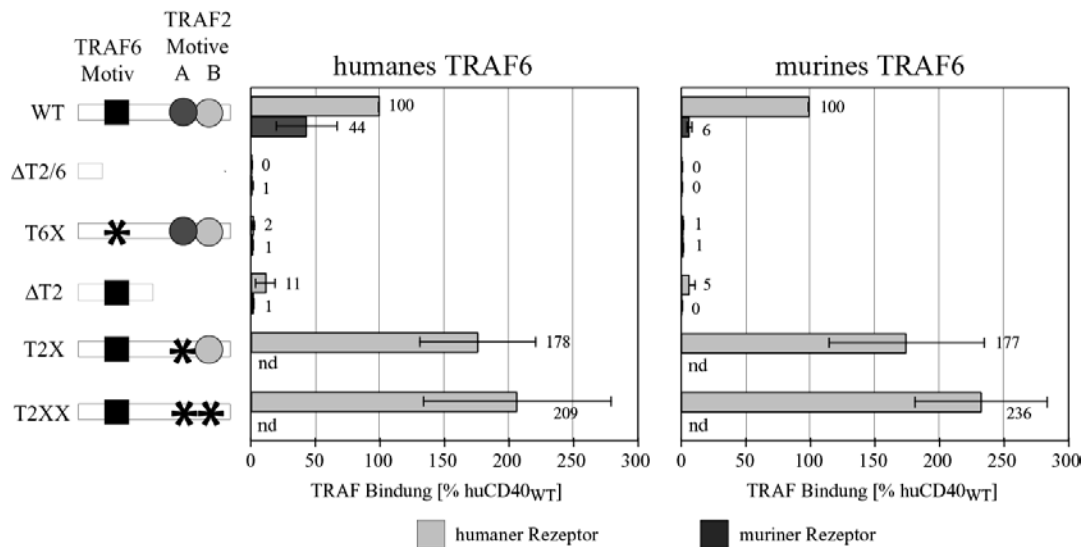 TRAF6
Motiv
TRAF2
Motive
A B
humanes TRAF6
murines TRAF6
WT
100
44
100
6
ΔT2/6
0
1
0
0
T6X
2
1
1
1
ΔT2
11
1
5
0
T2X
178
nd
177
nd
T2XX
209
nd
236
nd
0 50 100 150 200 250 300
0 50 100 150 200 250 300
TRAF Bindung [% huCD40WT]
TRAF Bindung [% huCD40WT]
humaner Rezeptor
muriner Rezeptor